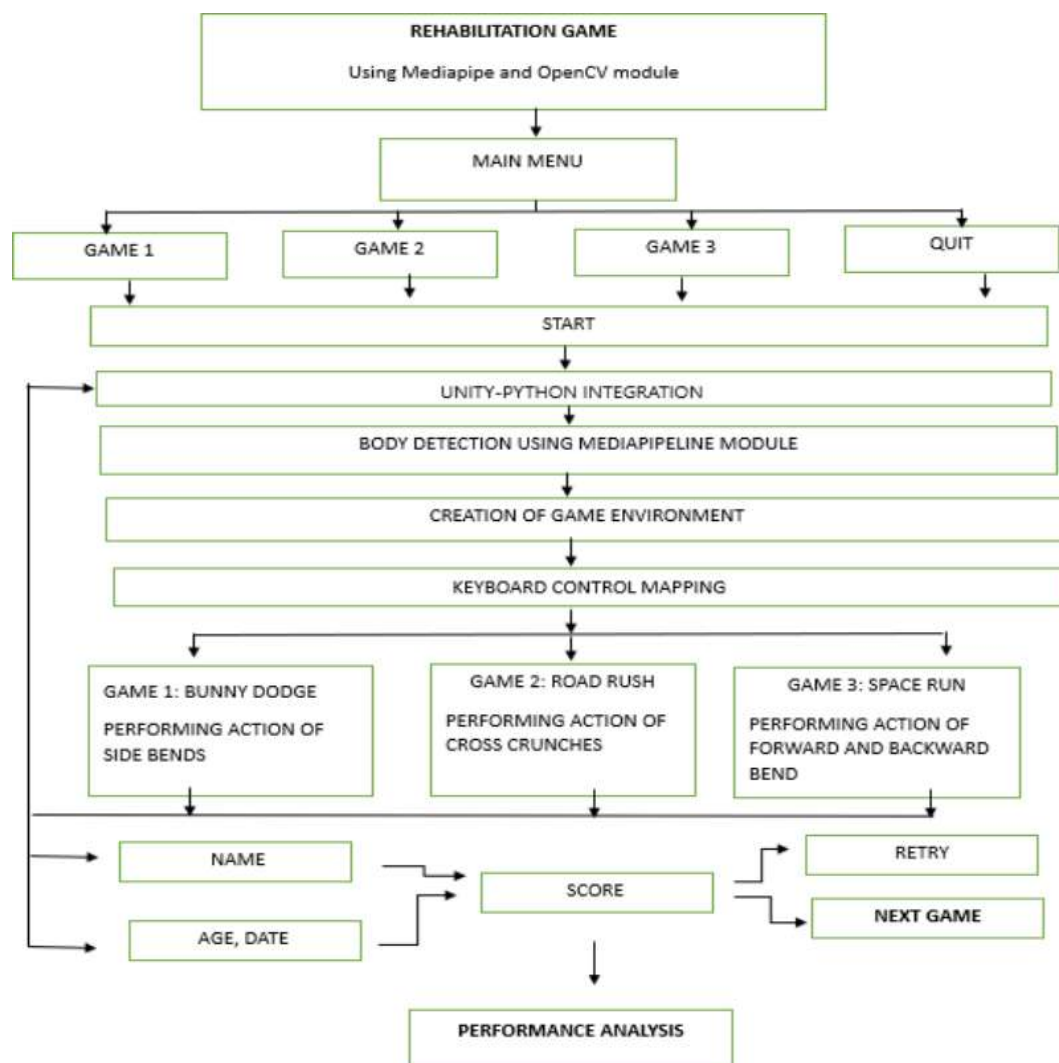 REHABILITATION GAME
Using Mediapipe and OpenCV module
MAIN MENU
GAME 1
GAME 2
GAME 3
QUIT
START
UNITY-PYTHON INTEGRATION
BODY DETECTION USING MEDIAPIPELINE MODULE
CREATION OF GAME ENVIRONMENT
KEYBOARD CONTROL MAPPING
GAME 1: BUNNY DODGE
PERFORMING ACTION OF
SIDE BENDS
GAME 2: ROAD RUSH
PERFORMING ACTION OF
CROSS CRUNCHES
GAME 3: SPACE RUN
PERFORMING ACTION OF
FORWARD AND BACKWARD
BEND
NAME
AGE, DATE
SCORE
RETRY
NEXT GAME
PERFORMANCE ANALYSIS